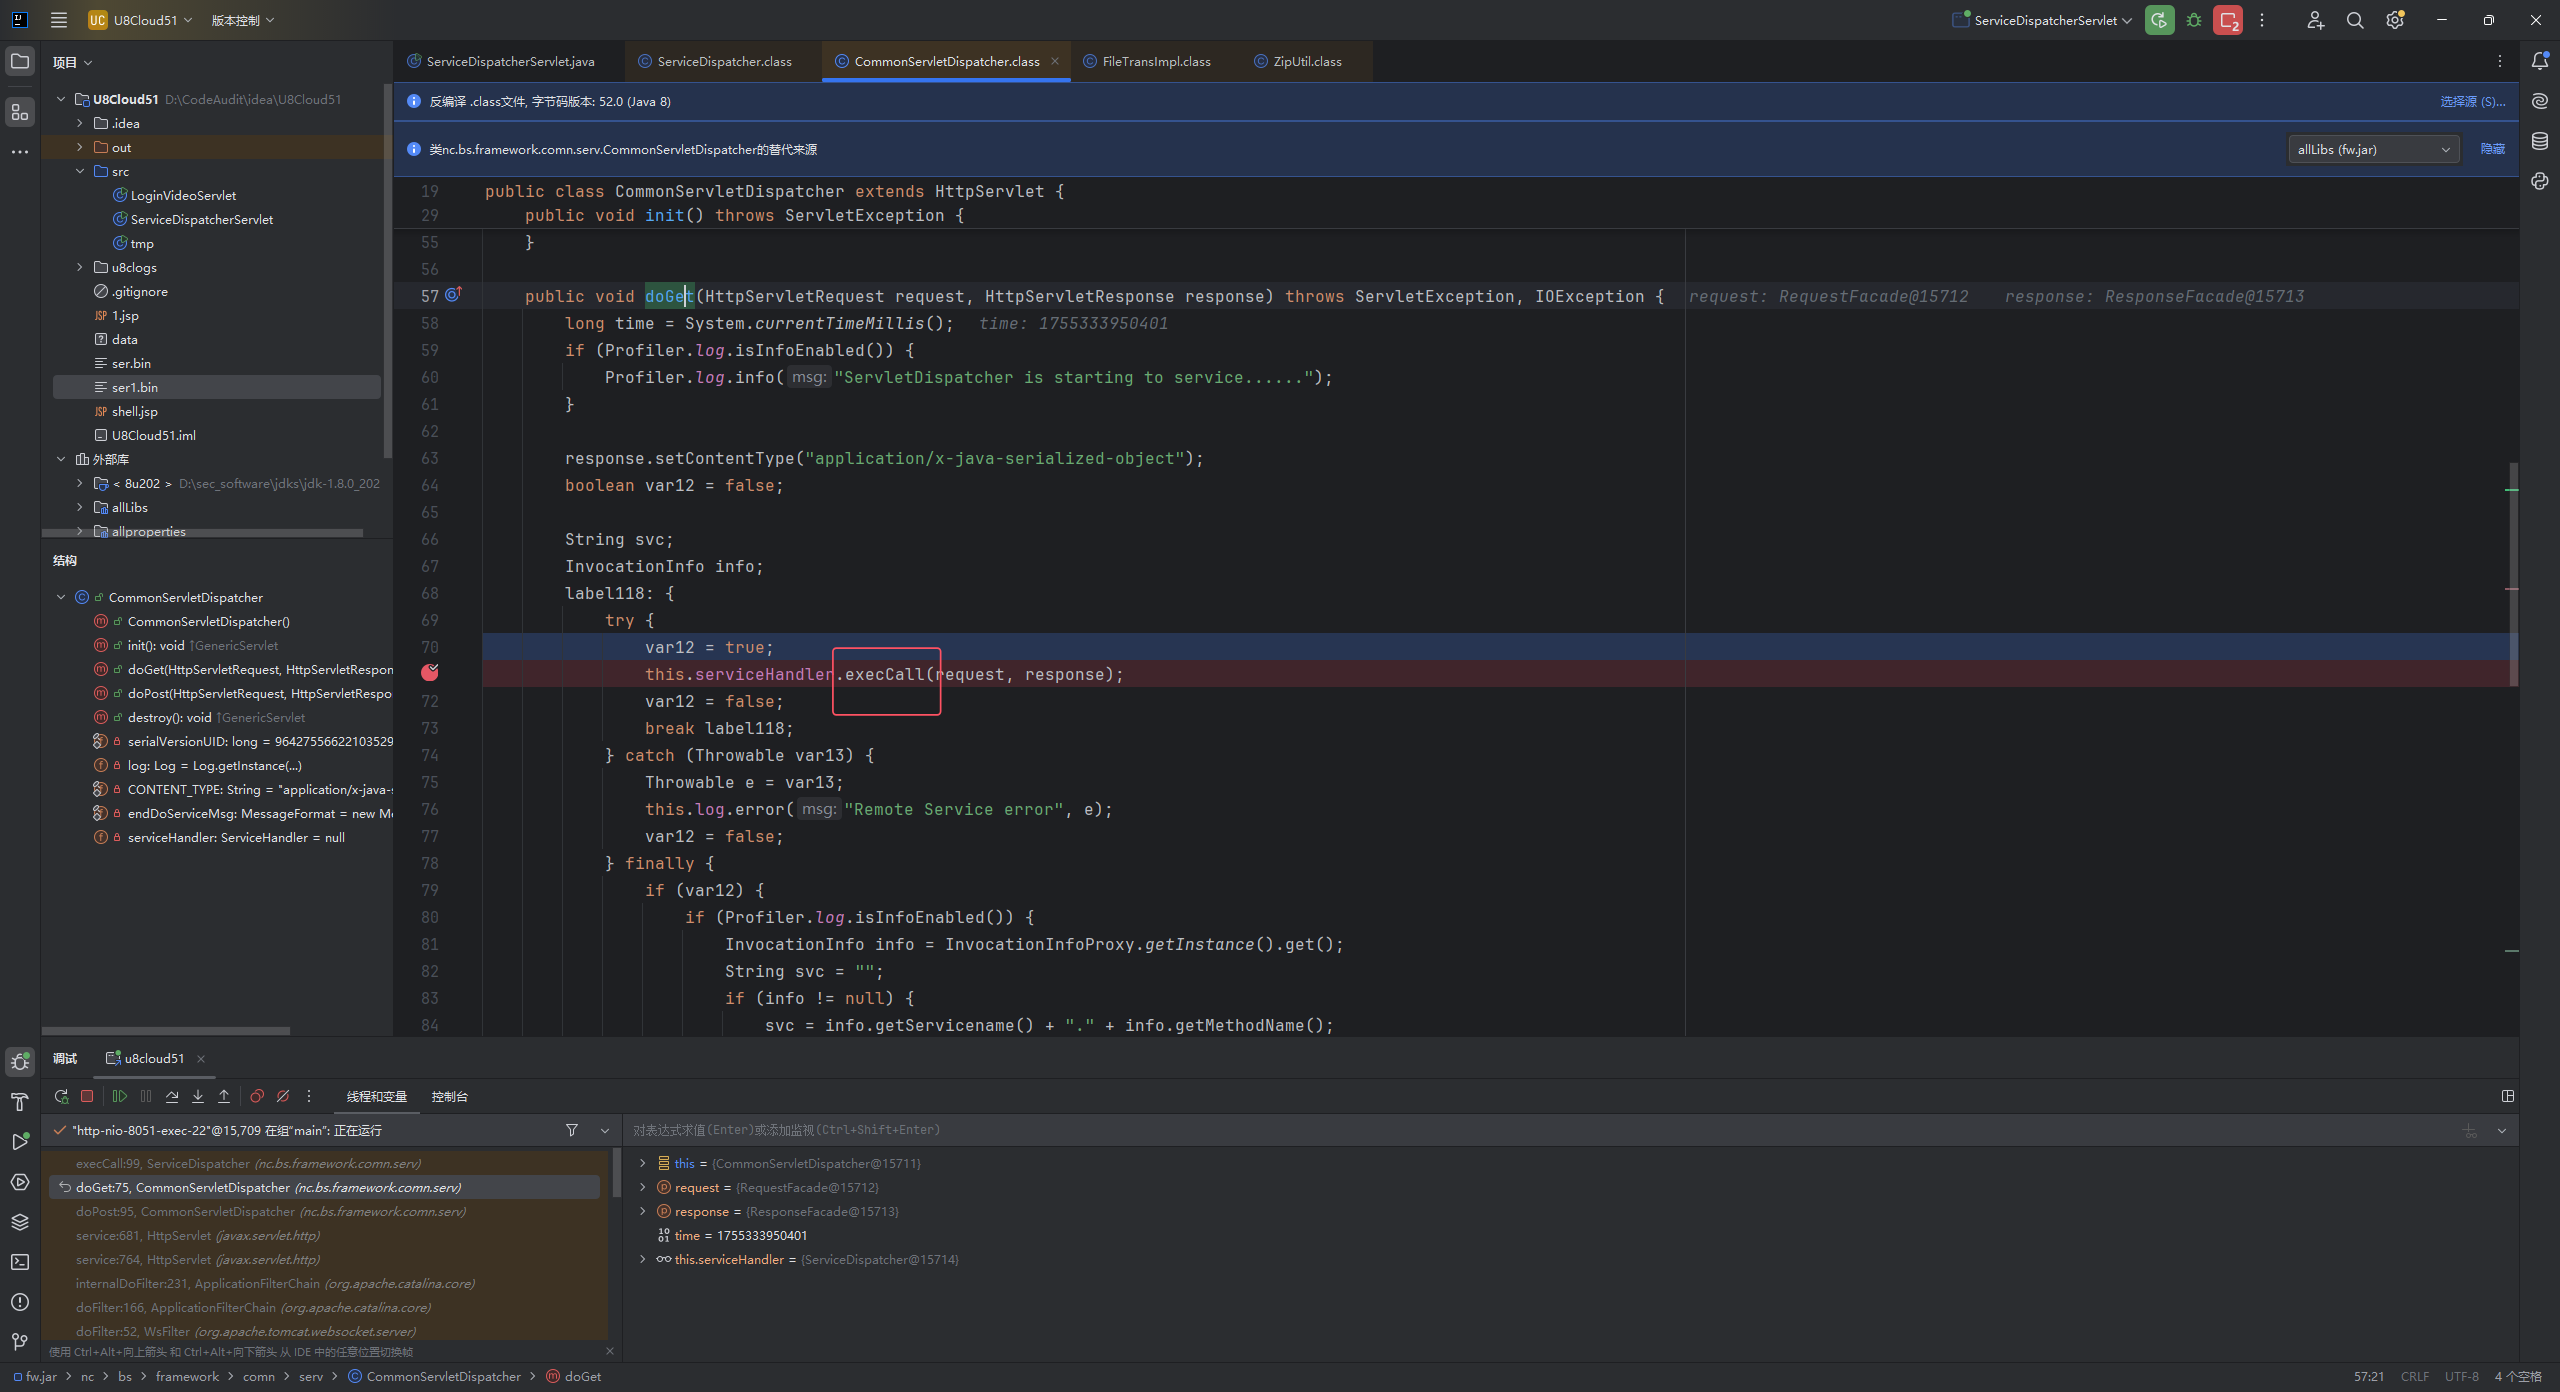 UC U8Cloud51 版本控制
ServiceDispatcherServlet
2
项目
U8Cloud51 D:\CodeAudit\idea\U8Cloud51
.idea
out
src
LoginVideoServlet
ServiceDispatcherServlet
tmp
u8clogs
.gitignore
JSP 1.jsp
data
ser.bin
ser1.bin
JSP shell.jsp
U8Cloud51.iml
外部库
< 8u202 > D:\sec_software\jdks\jdk-1.8.0_202
allLibs
allproperties
结构
CommonServletDispatcher
CommonServletDispatcher()
init(): void ↑GenericServlet
doGet(HttpServletRequest, HttpServletRespon
doPost(HttpServletRequest, HttpServletRespo
destroy(): void ↑GenericServlet
serialVersionUID: long = 96427556622103529
log: Log = Log.getInstance(...)
CONTENT_TYPE: String = "application/x-java-s
endDoServiceMsg: MessageFormat = new Me
serviceHandler: ServiceHandler = null
ServiceDispatcherServlet.java ServiceDispatcher.class CommonServletDispatcher.class FileTransImpl.class ZipUtil.class
反编译 .class文件, 字节码版本: 52.0 (Java 8) 选择源 (S)...
类nc.bs.framework.comn.serv.CommonServletDispatcher的替代来源 allLibs (fw.jar) 隐藏
19 public class CommonServletDispatcher extends HttpServlet {
29 public void init() throws ServletException {
55 }
56
57 public void doGet(HttpServletRequest request, HttpServletResponse response) throws ServletException, IOException { request: RequestFacade@15712 response: ResponseFacade@15713
58 long time = System.currentTimeMillis(); time: 1755333950401
59 if (Profiler.log.isInfoEnabled()) {
60 Profiler.log.info( msg: "ServletDispatcher is starting to service......");
61 }
62
63 response.setContentType("application/x-java-serialized-object");
64 boolean var12 = false;
65
66 String svc;
67 InvocationInfo info;
68 label118: {
69 try {
70 var12 = true;
this.serviceHandler.execCall(request, response);
72 var12 = false;
73 break label118;
74 } catch (Throwable var13) {
75 Throwable e = var13;
76 this.log.error( msg: "Remote Service error", e);
77 var12 = false;
78 } finally {
79 if (var12) {
80 if (Profiler.log.isInfoEnabled()) {
81 InvocationInfo info = InvocationInfoProxy.getInstance().get();
82 String svc = "";
83 if (info != null) {
84 svc = info.getServicename() + "." + info.getMethodName();
调试 u8cloud51
线程和变量 控制台
"http-nio-8051-exec-22"@15,709 在组"main": 正在运行
execCall:99, ServiceDispatcher (nc.bs.framework.comn.serv)
doGet:75, CommonServletDispatcher (nc.bs.framework.comn.serv)
doPost:95, CommonServletDispatcher (nc.bs.framework.comn.serv)
service:681, HttpServlet (javax.servlet.http)
service:764, HttpServlet (javax.servlet.http)
internalDoFilter:231, ApplicationFilterChain (org.apache.catalina.core)
doFilter:166, ApplicationFilterChain (org.apache.catalina.core)
doFilter:52, WsFilter (org.apache.tomcat.websocket.server)
使用 Ctrl+Alt+向上箭头 和 Ctrl+Alt+向下箭头 从 IDE 中的任意位置切换帧
对表达式求值(Enter)或添加监视(Ctrl+Shift+Enter)
this = {CommonServletDispatcher@15711}
request = {RequestFacade@15712}
response = {ResponseFacade@15713}
time = 1755333950401
this.serviceHandler = {ServiceDispatcher@15714}
fw.jar > nc > bs > framework > comn > serv > CommonServletDispatcher > doGet
57:21 CRLF UTF-8 4 个空格